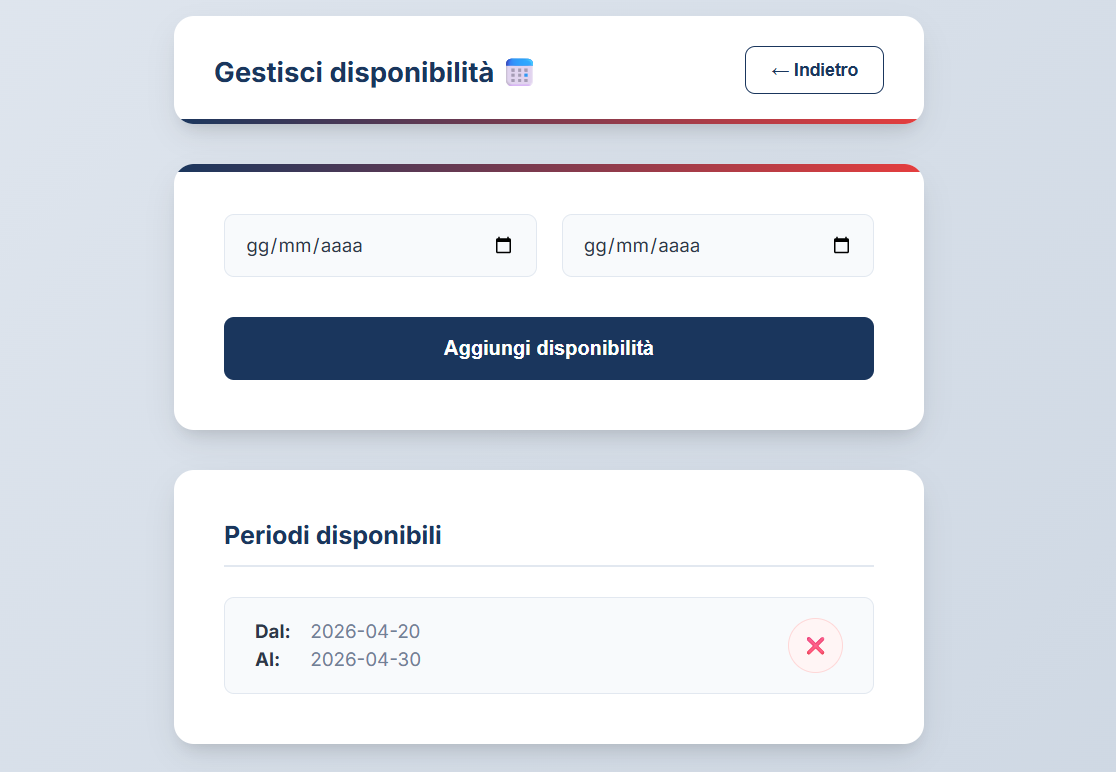 Gestisci disponibilità
← Indietro
gg/mm/aaaa
gg/mm/aaaa
Aggiungi disponibilità
Periodi disponibili
Dal: 2026-04-20
Al: 2026-04-30